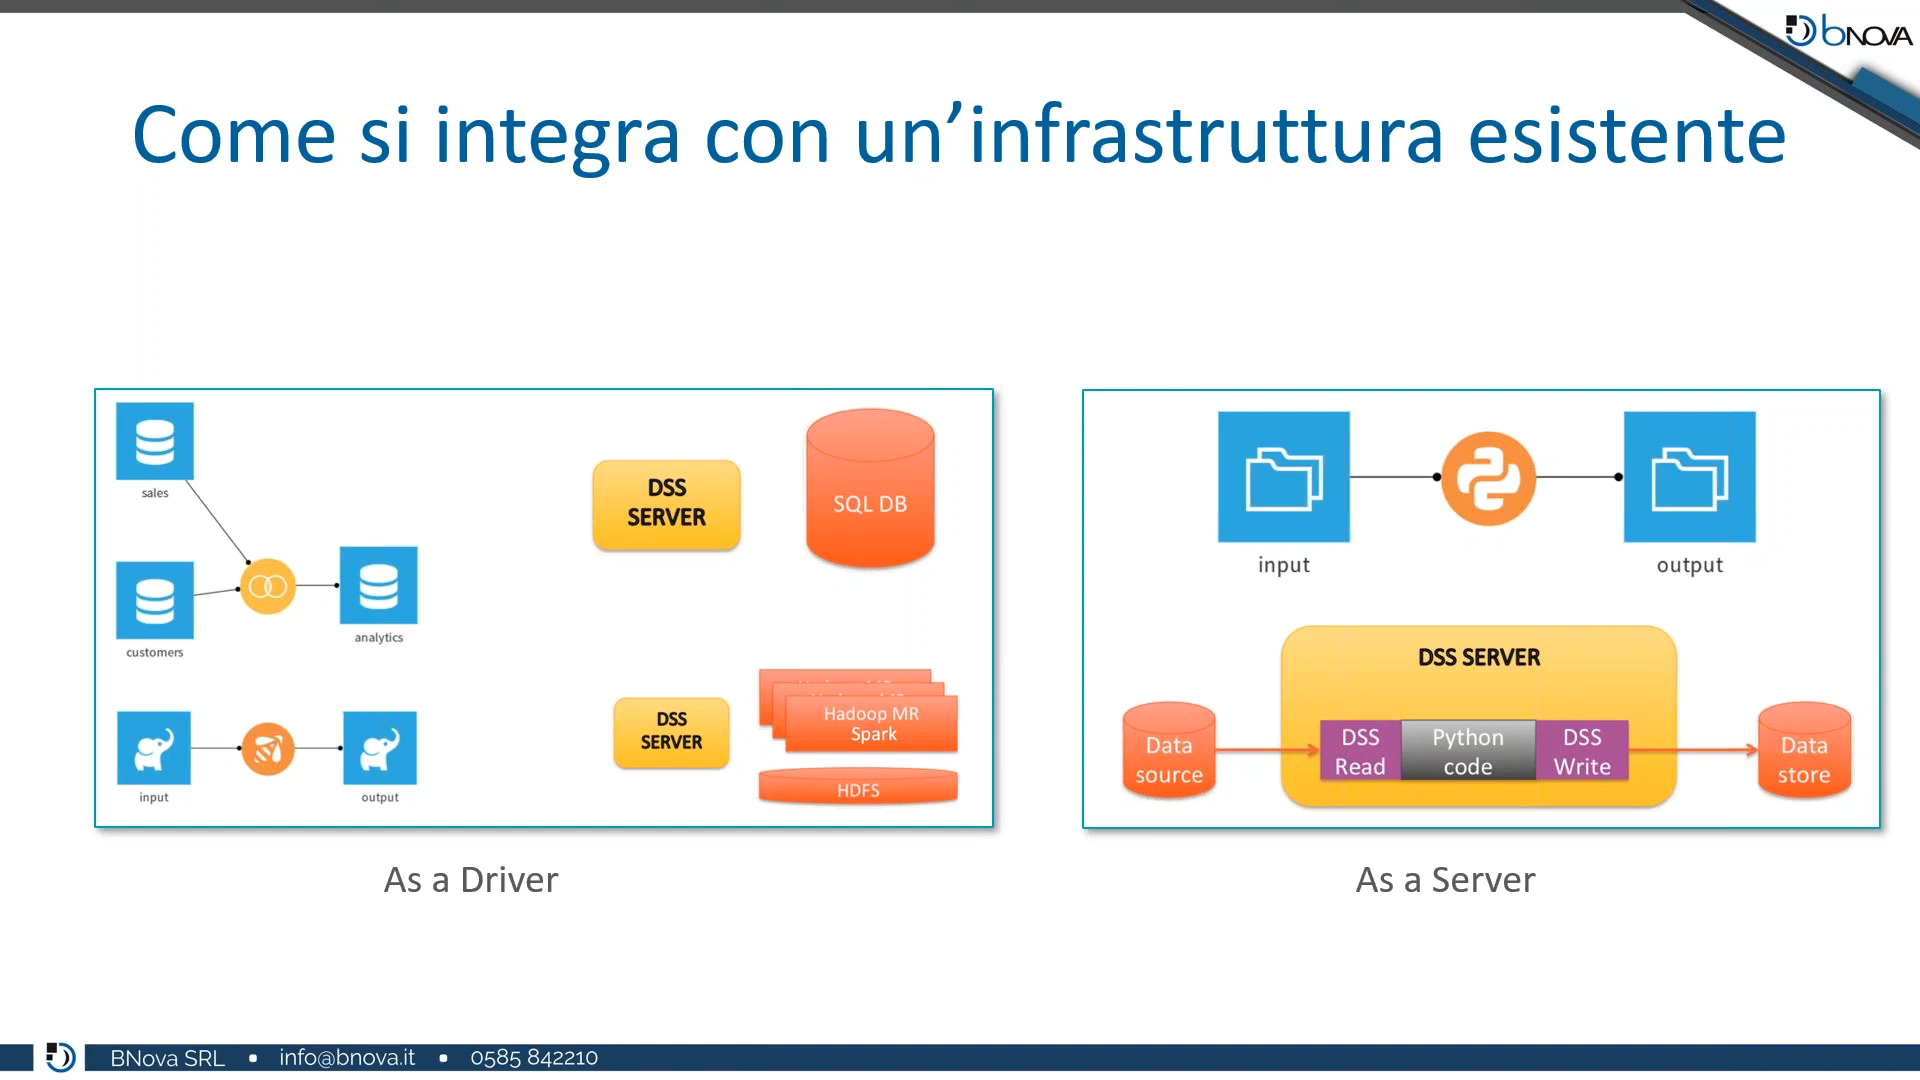 bNOVA
Come si integra con un’infrastruttura esistente
sales
customers
analytics
input
output
DSS
SERVER
SQL DB
DSS
SERVER
Hadoop MR
Spark
HDFS
As a Driver
input
output
DSS SERVER
Data
source
DSS
Read
Python
code
DSS
Write
Data
store
As a Server
BNova SRL • info@bnova.it • 0585 842210